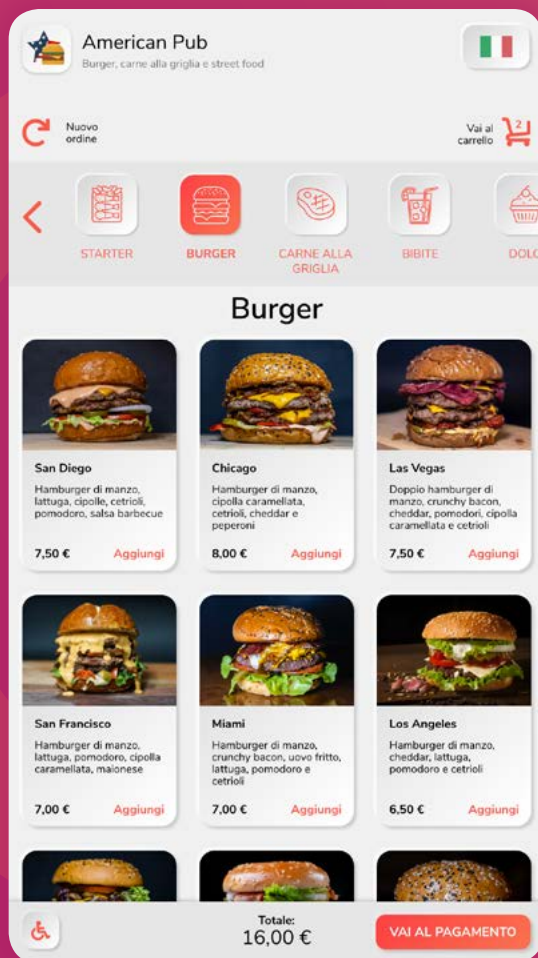 American Pub
Burger, carne alla griglia e street food
Nuovo
ordine
Vai al
carrello
2
STARTER
BURGER
CARNE ALLA
GRIGLIA
BIBITE
DOLC
Burger
San Diego
Hamburger di manzo,
lattuga, cipolle, cetrioli,
pomodoro, salsa barbecue
7,50 €
Aggiungi
Chicago
Hamburger di manzo,
cipolla caramellata,
cetrioli, cheddar e
peperoni
8,00 €
Aggiungi
Las Vegas
Doppio hamburger di
manzo, crunchy bacon,
cheddar, pomodori, cipolla
caramellata e cetrioli
7,50 €
Aggiungi
San Francisco
Hamburger di manzo,
lattuga, pomodoro, cipolla
caramellata, maionese
7,00 €
Aggiungi
Miami
Hamburger di manzo,
crunchy bacon, uovo fritto,
lattuga, pomodoro e
cetrioli
7,00 €
Aggiungi
Los Angeles
Hamburger di manzo,
cheddar, lattuga,
pomodoro e cetrioli
6,50 €
Aggiungi
Totale:
16,00 €
VAI AL PAGAMENTO